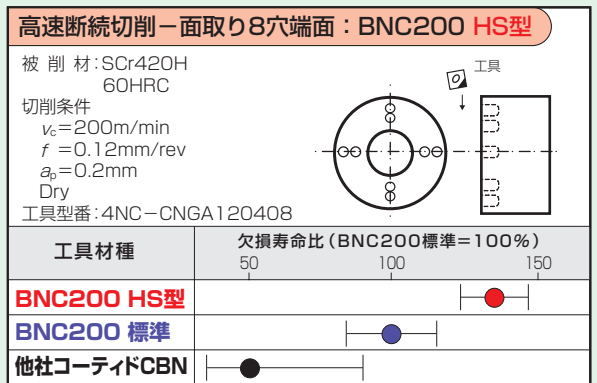 高速断続切削－面取り8穴端面：BNC200 HS型
被 削 材：SCr420H
60HRC
切削条件
vc＝200m/min
f ＝0.12mm/rev
ap＝0.2mm
Dry
工具型番：4NC－CNGA120408
工具
工具材種
欠損寿命比（BNC200標準＝100％）
50 100 150
BNC200 HS型
BNC200 標準
他社コーティドCBN